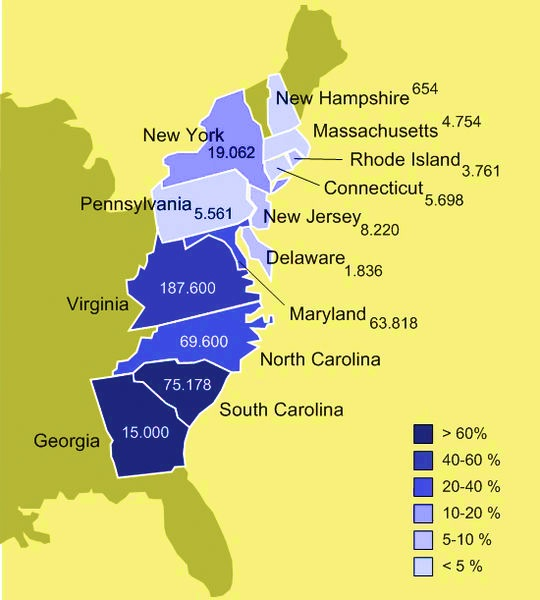 New Hampshire 654
Massachusetts 4.754
New York
19.062
Rhode Island 3.761
Connecticut 5.698
Pennsylvania
5.561
New Jersey 8.220
Delaware 1.836
187.600
Virginia
Maryland 63.818
69.600
North Carolina
75.178
South Carolina
15.000
Georgia
> 60%
40-60 %
20-40 %
10-20 %
5-10 %
< 5 %